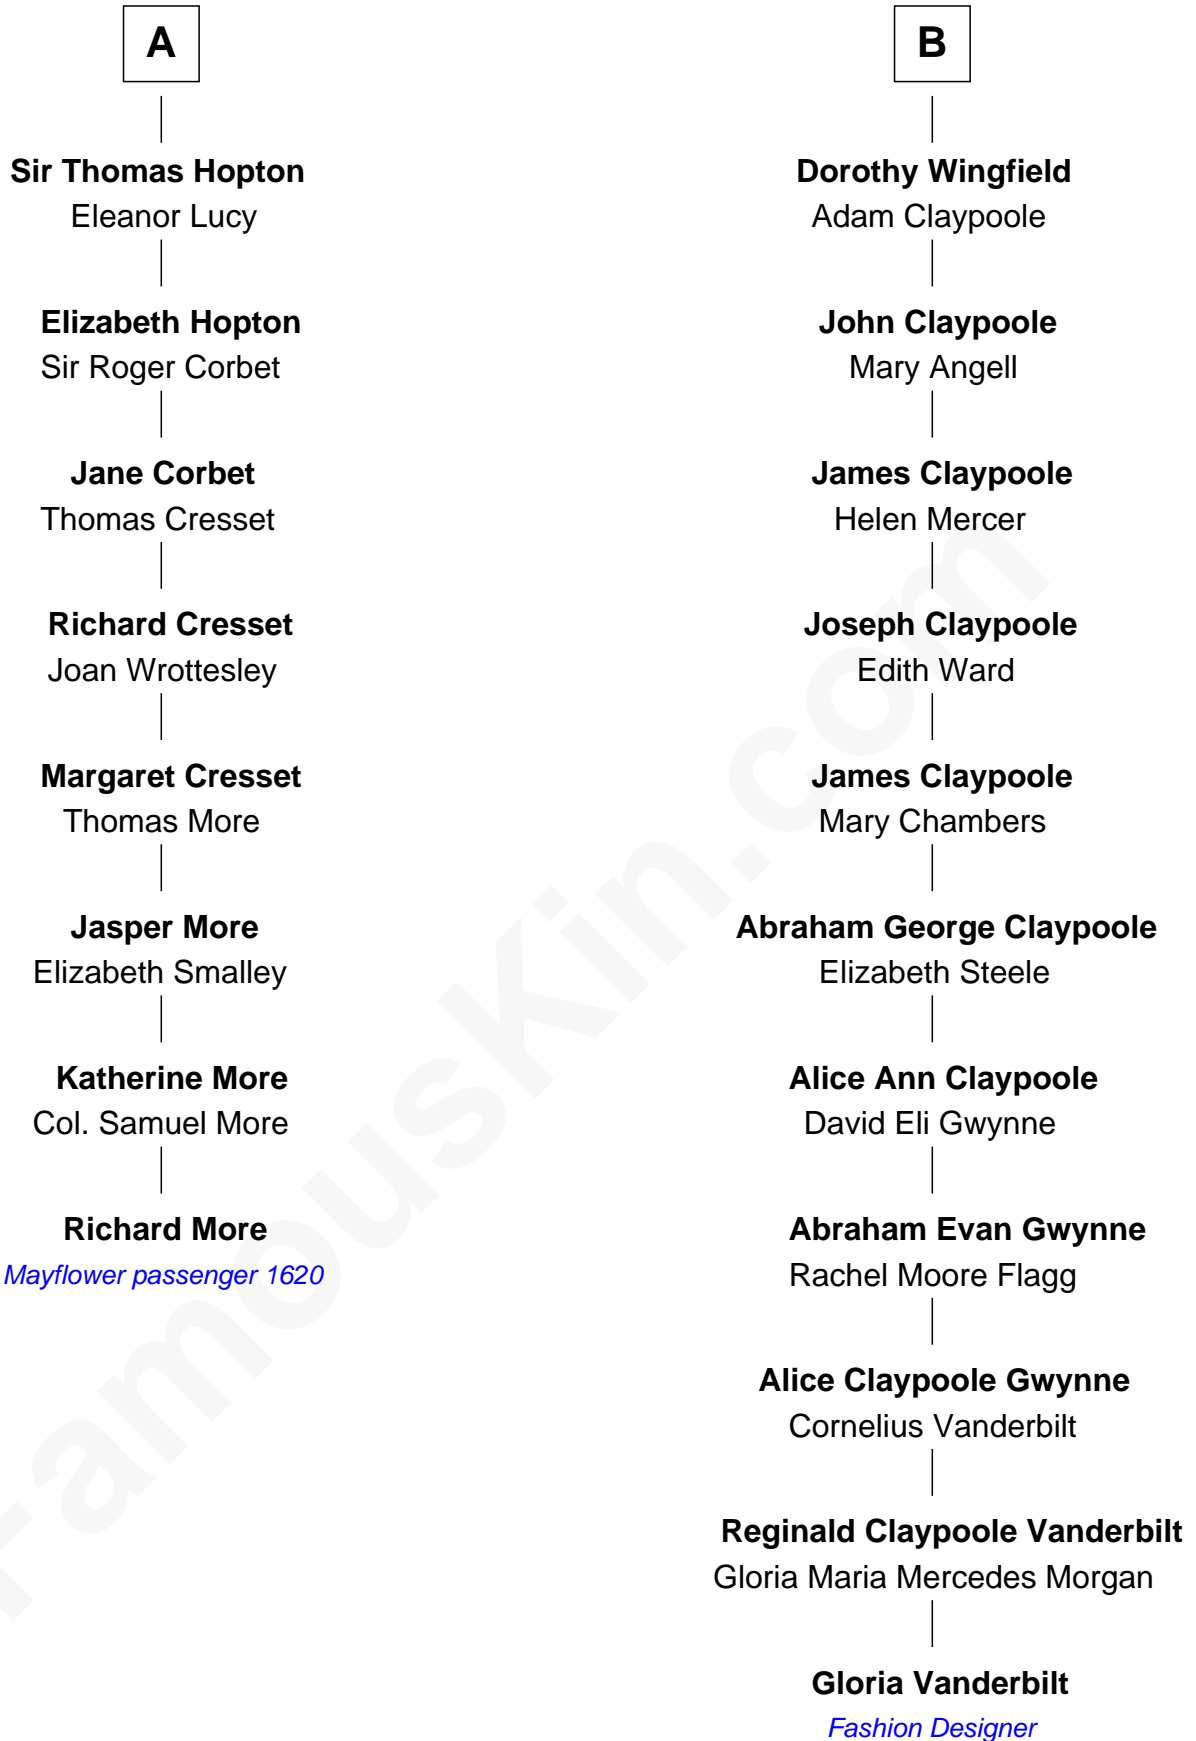 A
Sir Thomas Hopton
Eleanor Lucy
Elizabeth Hopton
Sir Roger Corbet
Jane Corbet
Thomas Cresset
Richard Cresset
Joan Wrottesley
Margaret Cresset
Thomas More
Jasper More
Elizabeth Smalley
Katherine More
Col. Samuel More
Richard More
Mayflower passenger 1620
B
Dorothy Wingfield
Adam Claypoole
John Claypoole
Mary Angell
James Claypoole
Helen Mercer
Joseph Claypoole
Edith Ward
James Claypoole
Mary Chambers
Abraham George Claypoole
Elizabeth Steele
Alice Ann Claypoole
David Eli Gwynne
Abraham Evan Gwynne
Rachel Moore Flagg
Alice Claypoole Gwynne
Cornelius Vanderbilt
Reginald Claypoole Vanderbilt
Gloria Maria Mercedes Morgan
Gloria Vanderbilt
Fashion Designer
FamousKin.com